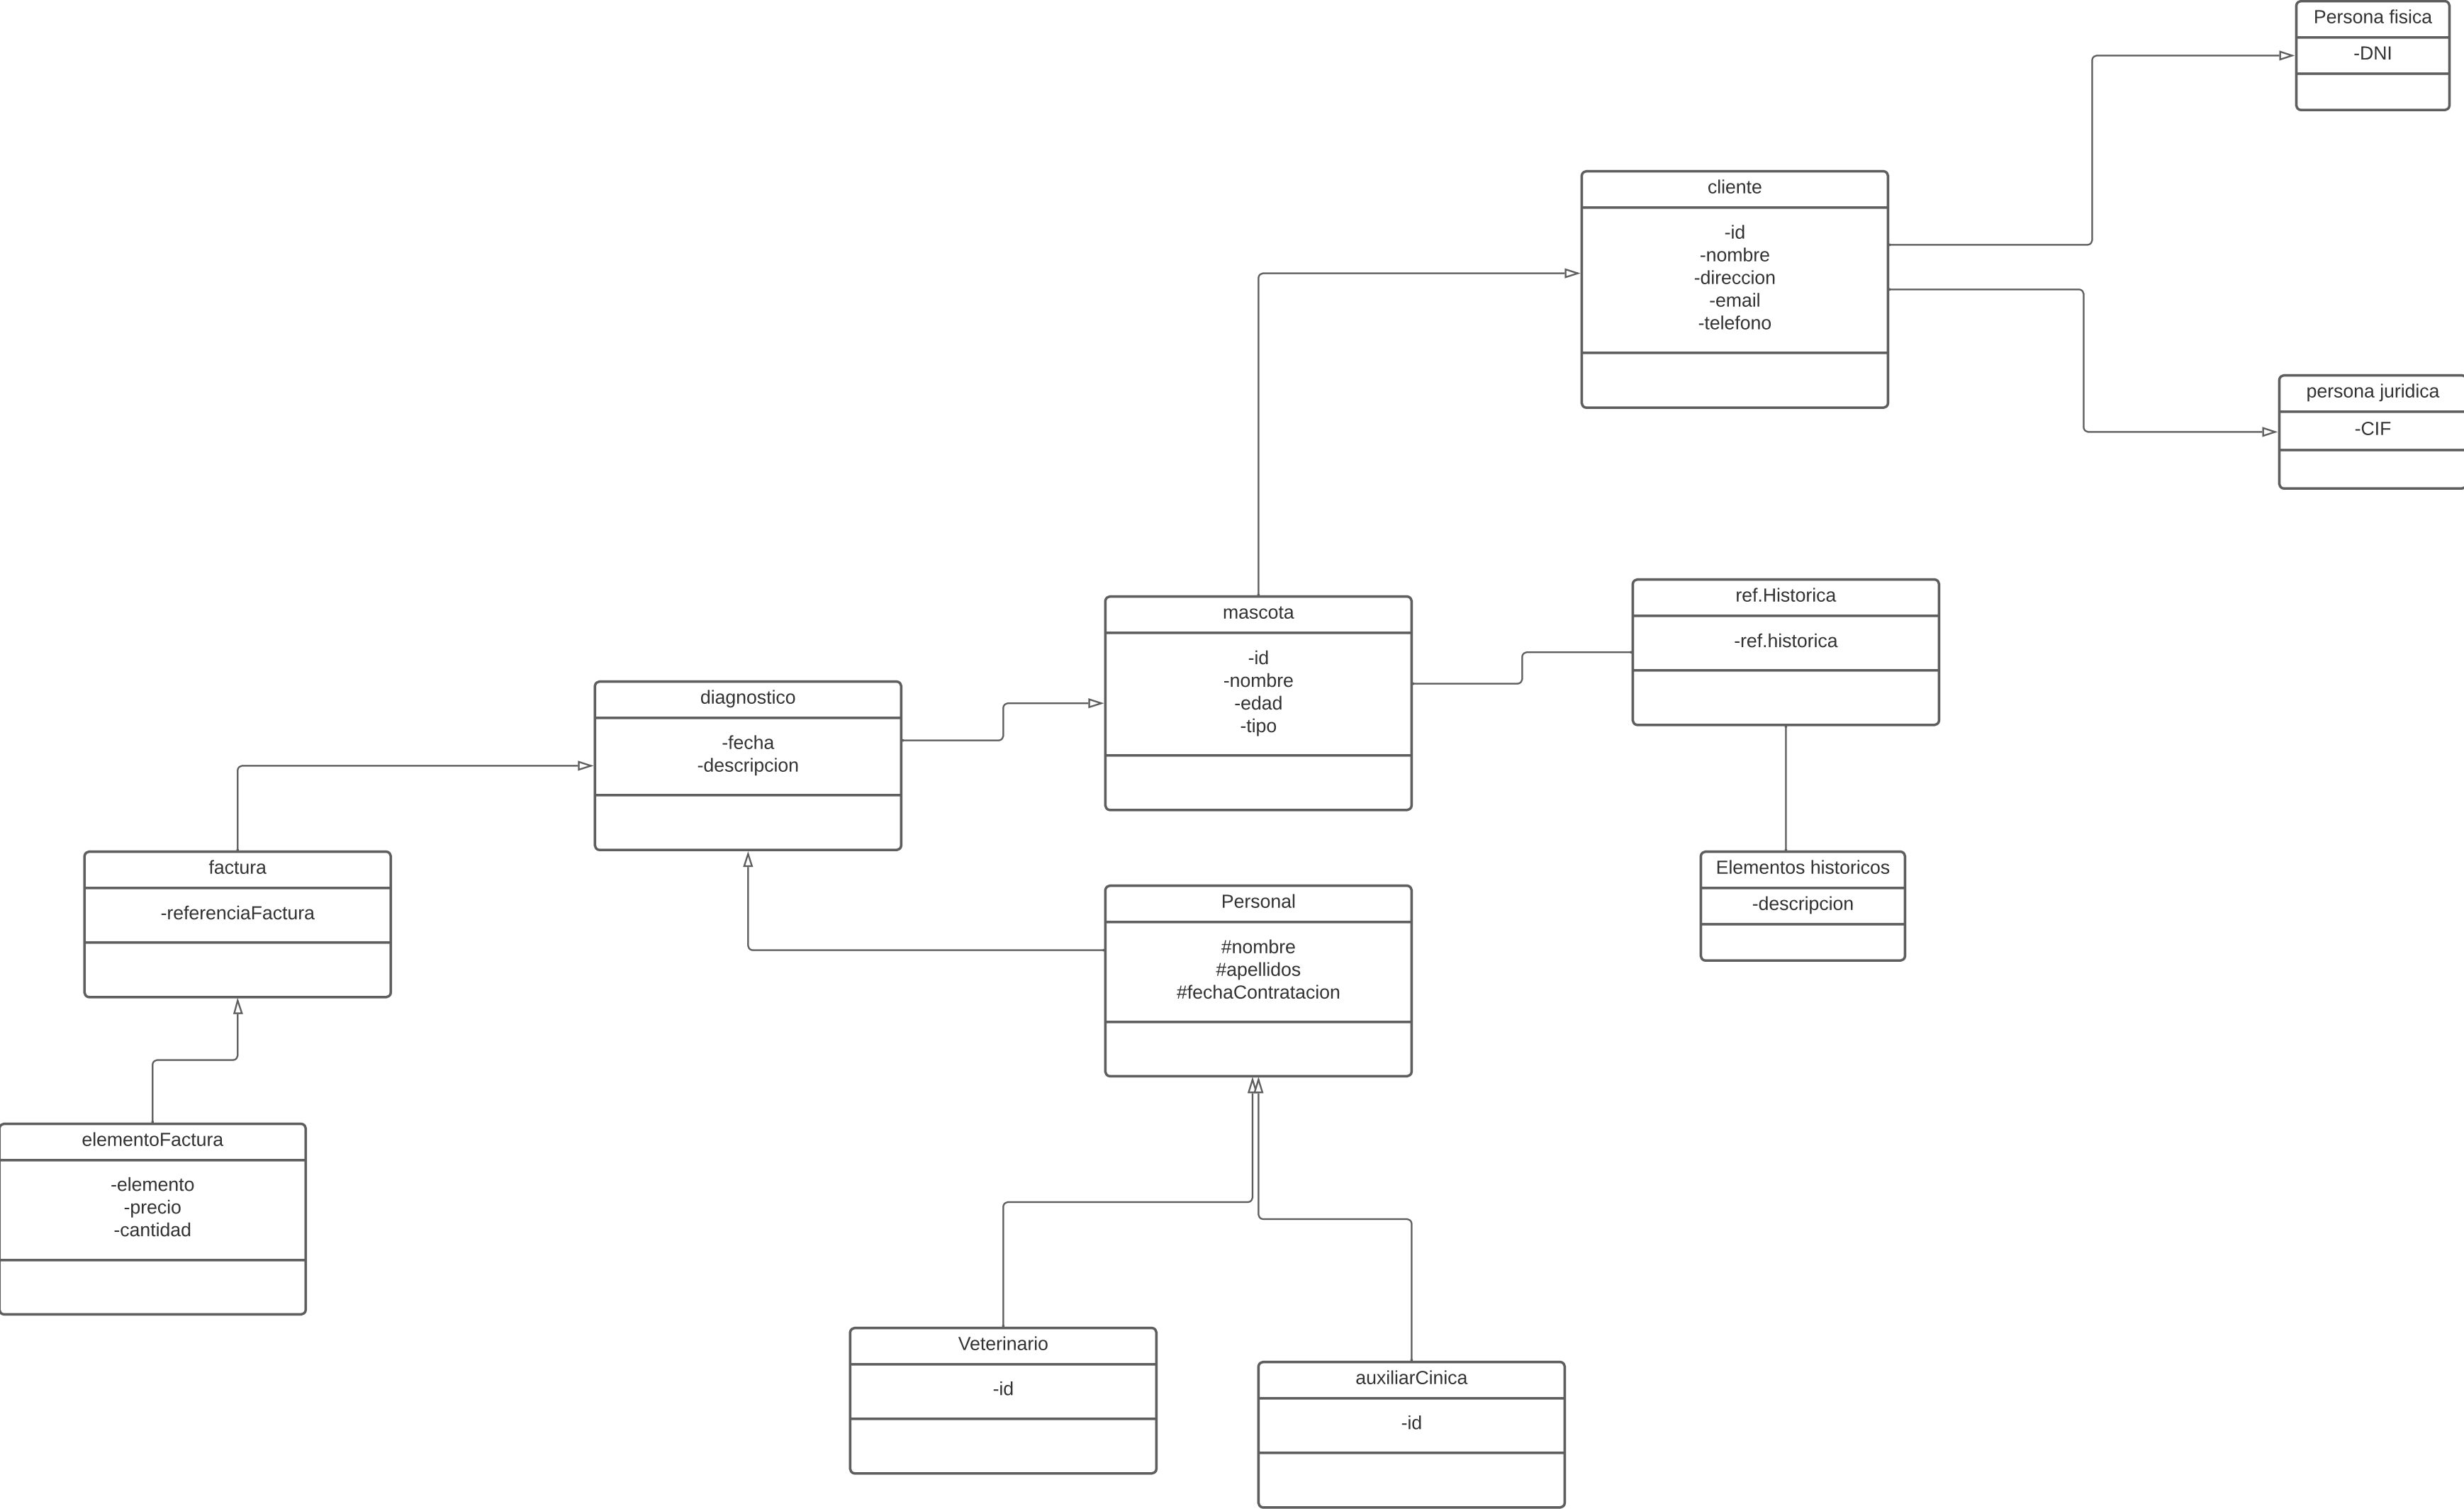 Persona fisica
-DNI
cliente
-id
-nombre
-direccion
-email
-telefono
persona juridica
-CIF
ref.Historica
-ref.historica
mascota
-id
-nombre
-edad
-tipo
diagnostico
-fecha
-descripcion
factura
-referenciaFactura
Elementos historicos
-descripcion
Personal
#nombre
#apellidos
#fechaContratacion
elementoFactura
-elemento
-precio
-cantidad
Veterinario
-id
auxiliarCinica
-id